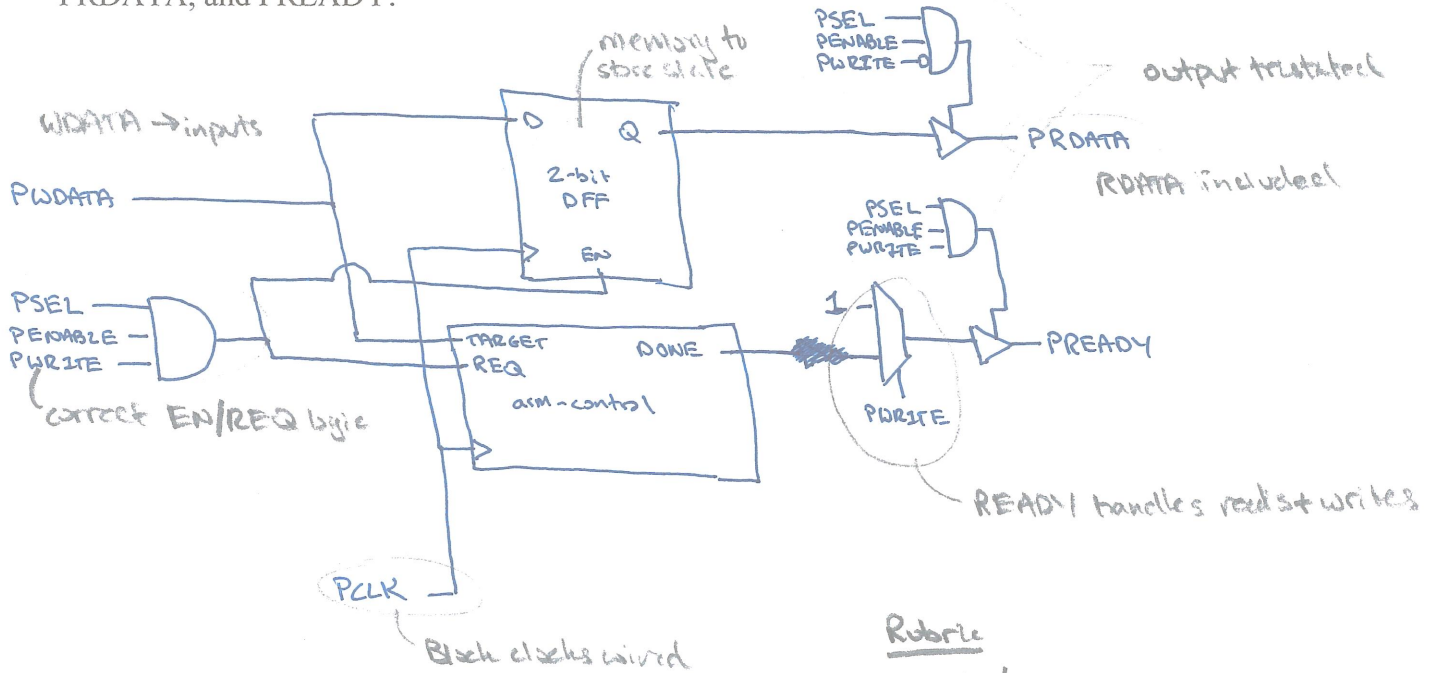 PRDATA, and PREADY.
PSEL
PENABLE
PWRITE
memory to
store state
output tristated
WDATA → inputs
D
Q
PRDATA
2-bit
DFF
RDATA included
PWDATA
EN
PSEL
PENABLE
PWRITE
PSEL
PENABLE
PWRITE
1
TARGET
REQ
DONE
PREADY
arm-control
PWRITE
correct EN/REQ logic
READY handles reads + writes
PCLK
Rubric
Block clocks wired